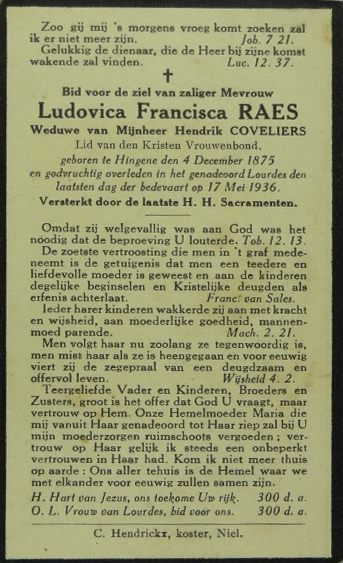 Zoo gij mij 's morgens vroeg komt zoeken zal
ik er niet meer zijn. Job. 7 21.
Gelukkig de dienaar, die de Heer bij zijne komst
wakende zal vinden. Luc. 12. 37.
Bid voor de ziel van zaliger Mevrouw
Ludovica Francisca RAES
Weduwe van Mijnheer Hendrik COVELIERS
Lid van den Kristen Vrouwenbond,
geboren te Hingene den 4 December 1875
en godvruchtig overleden in het genadeoord Lourdes den
laatsten dag der bedevaart op 17 Mei 1936.
Versterkt door de laatste H. H. Sacramenten.
Omdat zij welgevallig was aan God was het
noodig dat de beproeving U louterde. Tob. 12. 13.
De zoetste vertroosting die men in 't graf mede-
neemt is de getuigenis dat men een teedere en
liefdevolle moeder is geweest en aan de kinderen
degelijke beginselen en Kristelijke deugden als
erfenis achterlaat. Franc. van Sales.
Ieder harer kinderen wakkerde zij aan met kracht
en wijsheid, aan moederlijke goedheid, mannen-
moed parende. Mach. 2. 21.
Men volgt haar nu zoolang ze tegenwoordig is,
men mist haar als ze is heengegaan en voor eeuwig
viert zij de zegepraal van een deugdzaam en
offervol leven. Wijsheid 4. 2.
Teergeliefde Vader en Kinderen, Broeders en
Zusters, groot is het offer dat God U vraagt, maar
vertrouw op Hem. Onze Hemelmoeder Maria die
mij vanuit Haar genadeoord tot Haar riep zal bij U
mijn moederzorgen ruimschoots vergoeden ; ver-
trouw op Haar gelijk ik steeds een onbeperkt
vertrouwen in Haar had. Kom ik niet meer thuis
op aarde : Ons aller tehuis is de Hemel waar we
met elkander voor eeuwig zullen samen zijn.
H. Hart van Jezus, ons toekome Uw rijk. 300 d. a.
O. L. Vrouw van Lourdes, bid voor ons. 300 d. a.
C. Hendrickx, koster, Niel.